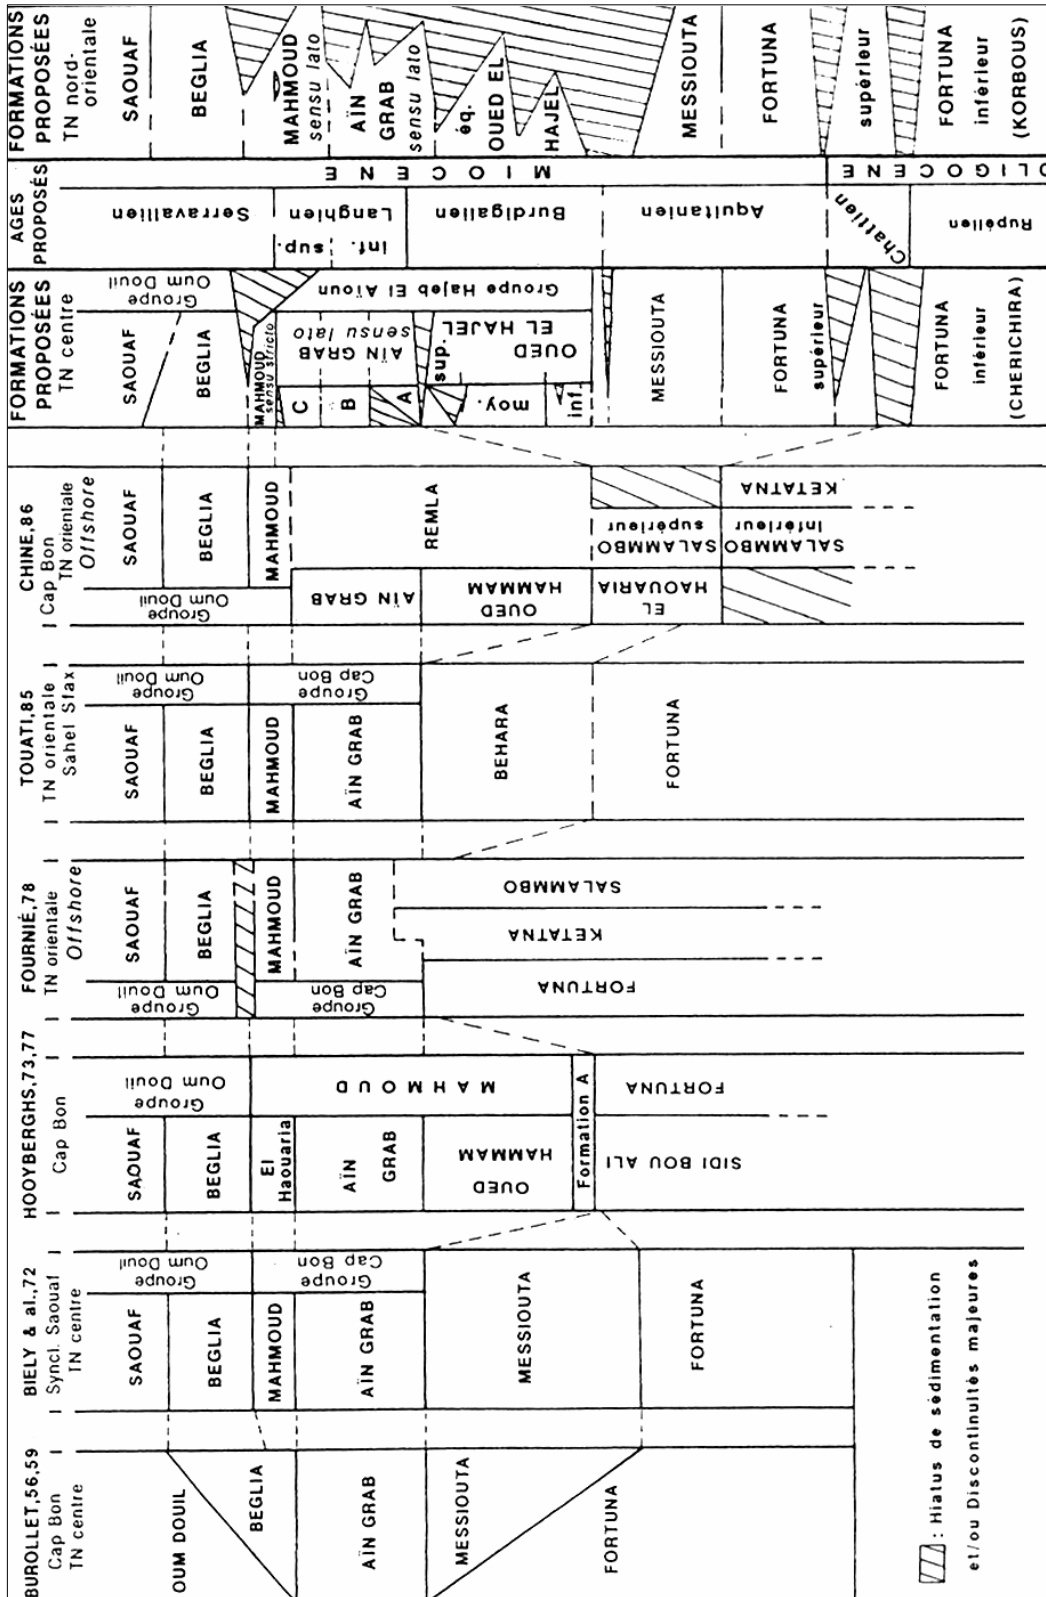 BUROLLET,56,59
Cap Bon
TN centre
OUM DOUIL
BEGLIA
AÏN GRAB
MESSIOUTA
FORTUNA
BIELY & al.,72
Syncl. Saouaf
TN centre
SAOUAF
BEGLIA
MAHMOUD
AÏN GRAB
MESSIOUTA
FORTUNA
Groupe
Oum Douil
Groupe
Cap Bon
HOOYBERGHS,73,77
Cap Bon
SAOUAF
BEGLIA
El
Haouaria
AÏN
GRAB
OUED
HAMMAM
Formation A
SIDI BOU ALI
Groupe
Oum Douil
MAHMOUD
FORTUNA
FOURNIÉ,78
TN orientale
Offshore
Groupe
Oum Douil
Groupe
Cap Bon
SAOUAF
BEGLIA
MAHMOUD
AÏN GRAB
FORTUNA
KETATNA
SALAMMBO
TOUATI,85
TN orientale
Sahel Sfax
SAOUAF
BEGLIA
MAHMOUD
AÏN GRAB
BEHARA
FORTUNA
Groupe
Oum Douil
Groupe
Cap Bon
CHINE,86
Cap Bon
TN orientale
Offshore
Groupe
Oum Douil
SAOUAF
BEGLIA
MAHMOUD
AÏN GRAB
REMLA
OUED
HAMMAM
EL
HAOUARIA
SALAMMBO
supérieur
SALAMMBO
inférieur
KETATNA
FORMATIONS
PROPOSÉES
TN centre
SAOUAF
BEGLIA
MAHMOUD
sensu stricto
C
B
A
AÏN GRAB
sensu lato
sup.
moy.
inf.
OUED
EL HAJEL
Groupe
Oum Douil
Groupe Hajeb El Aïoun
MESSIOUTA
FORTUNA
supérieur
FORTUNA
inférieur
(CHERICHIRA)
AGES
PROPOSÉS
Serravallien
sup.
inf.
Langhien
Burdigalien
Aquitanien
Chattien
Rupélien
MIOCENE
OLIGOCENE
FORMATIONS
PROPOSÉES
TN nord-
orientale
SAOUAF
BEGLIA
MAHMOUD
sensu lato
AÏN
GRAB
sensu lato
éq.
OUED EL
HAJEL
MESSIOUTA
FORTUNA
supérieur
FORTUNA
inférieur
(KORBOUS)
: Hiatus de sédimentation
et/ou Discontinuités majeures